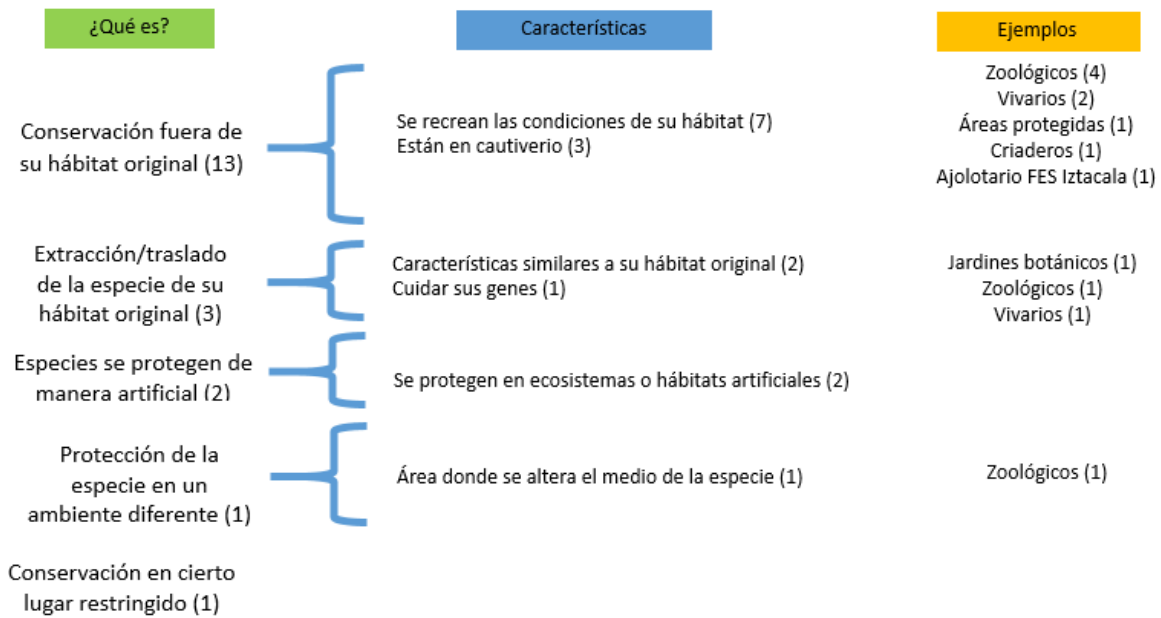 ¿Qué es?
Características
Ejemplos
Conservación fuera de
su hábitat original (13)
Se recrean las condiciones de su hábitat (7)
Están en cautiverio (3)
Zoológicos (4)
Vivarios (2)
Áreas protegidas (1)
Criaderos (1)
Ajolotario FES Iztacala (1)
Extracción/traslado
de la especie de su
hábitat original (3)
Características similares a su hábitat original (2)
Cuidar sus genes (1)
Jardines botánicos (1)
Zoológicos (1)
Vivarios (1)
Especies se protegen de
manera artificial (2)
Se protegen en ecosistemas o hábitats artificiales (2)
Protección de la
especie en un
ambiente diferente (1)
Área donde se altera el medio de la especie (1)
Zoológicos (1)
Conservación en cierto
lugar restringido (1)